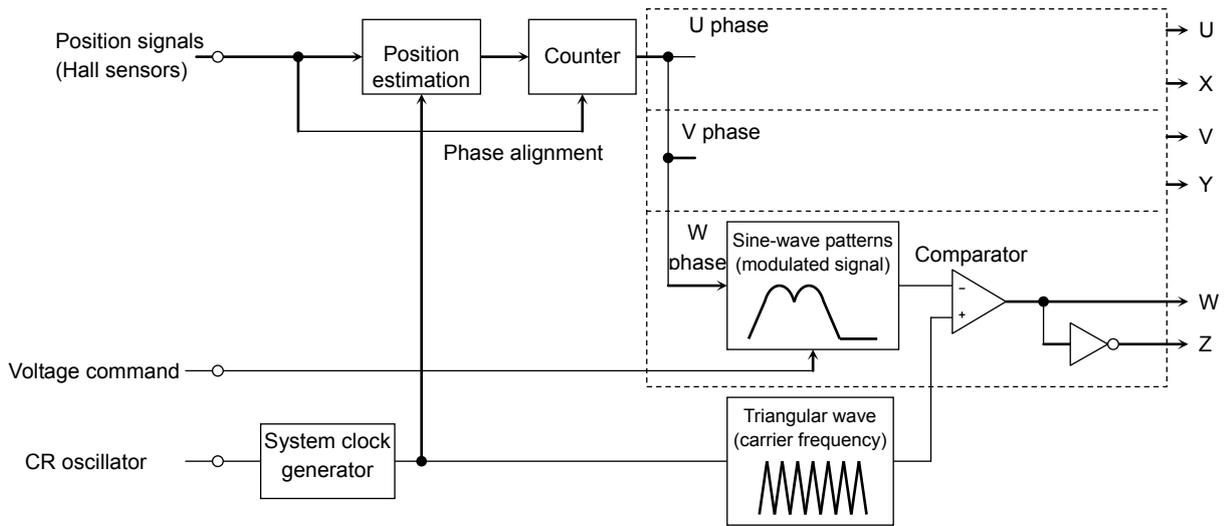 Position signals
(Hall sensors)
Position
estimation
Counter
Phase alignment
U phase
V phase
W
phase
Sine-wave patterns
(modulated signal)
Comparator
−
+
U
X
V
Y
W
Z
Voltage command
CR oscillator
System clock
generator
Triangular wave
(carrier frequency)